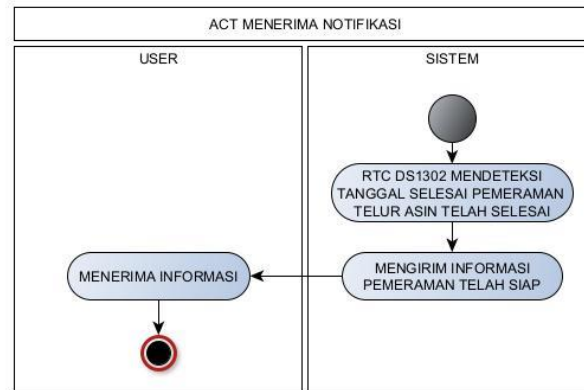 ACT MENERIMA NOTIFIKASI
USER
SISTEM
RTC DS1302 MENDETEKSI
TANGGAL SELESAI PEMERAMAN
TELUR ASIN TELAH SELESAI
MENGIRIM INFORMASI
PEMERAMAN TELAH SIAP
MENERIMA INFORMASI